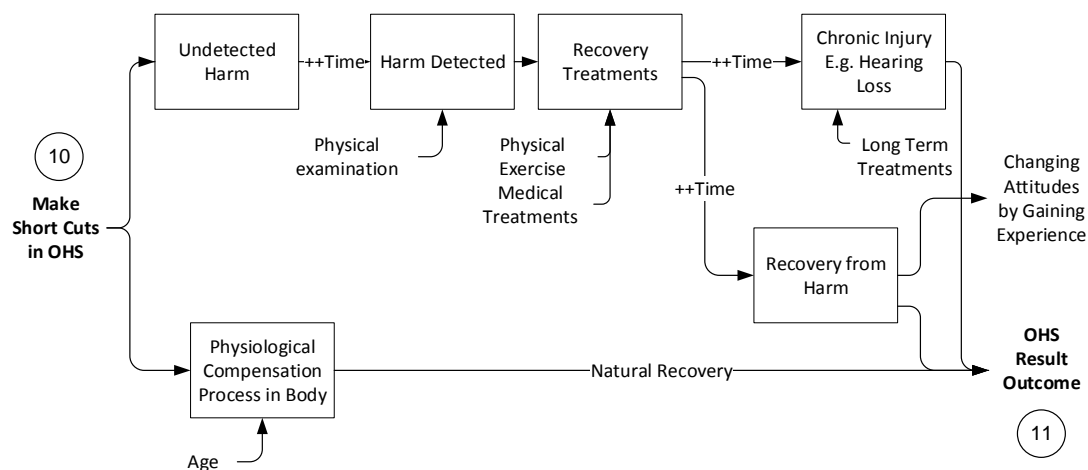 Undetected
Harm
++Time
Harm Detected
Recovery
Treatments
++Time
Chronic Injury
E.g. Hearing
Loss
Physical
examination
Physical
Exercise
Medical
Treatments
Long Term
Treatments
10
Make
Short Cuts
in OHS
++Time
Changing
Attitudes
by Gaining
Experience
Recovery from
Harm
Physiological
Compensation
Process in Body
Natural Recovery
OHS
Result
Outcome
11
Age